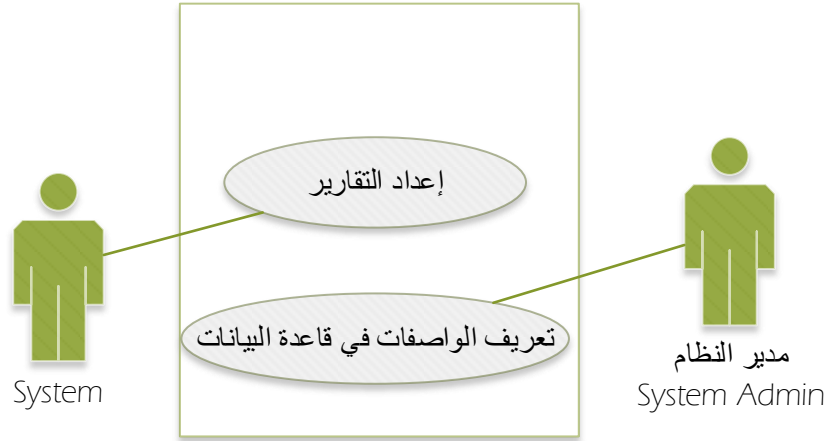 إعداد التقارير
تعريف الواصفات في قاعدة البيانات
System
مدير النظام
System Admin